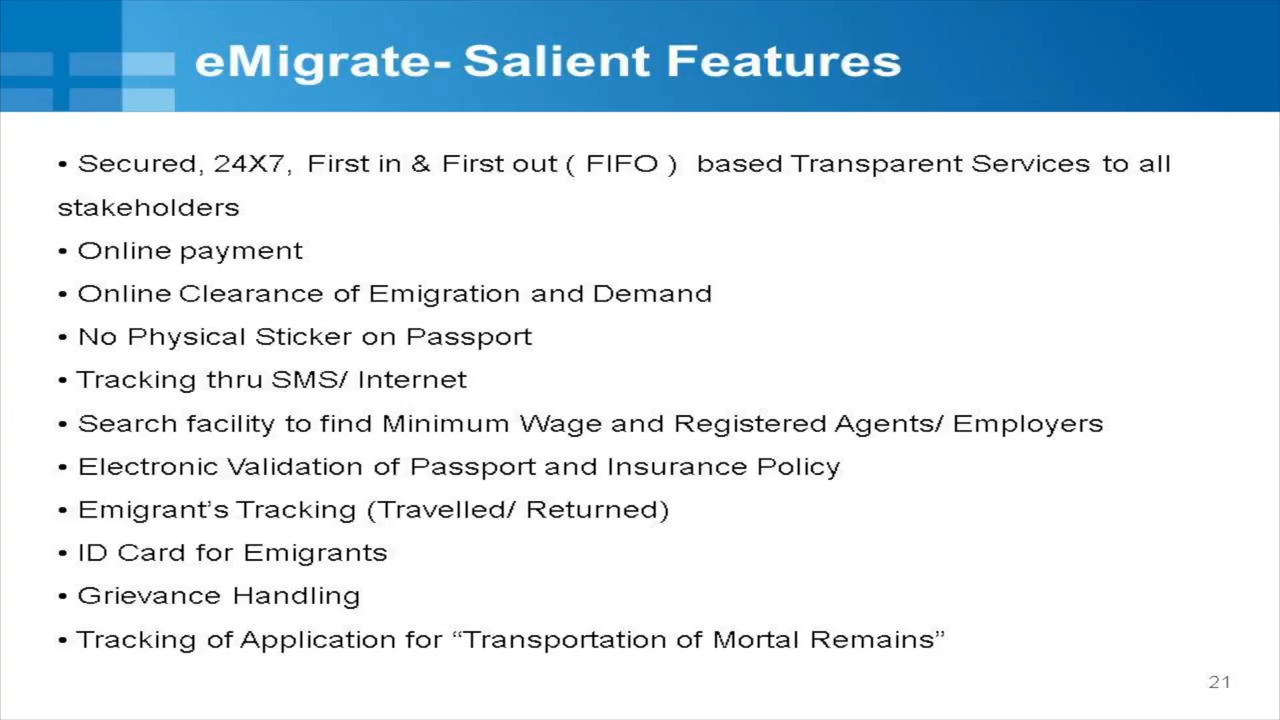 eMigrate- Salient Features
• Secured, 24X7, First in & First out ( FIFO ) based Transparent Services to all
stakeholders
• Online payment
• Online Clearance of Emigration and Demand
• No Physical Sticker on Passport
• Tracking thru SMS/ Internet
• Search facility to find Minimum Wage and Registered Agents/ Employers
• Electronic Validation of Passport and Insurance Policy
• Emigrant’s Tracking (Travelled/ Returned)
• ID Card for Emigrants
• Grievance Handling
• Tracking of Application for “Transportation of Mortal Remains”
21